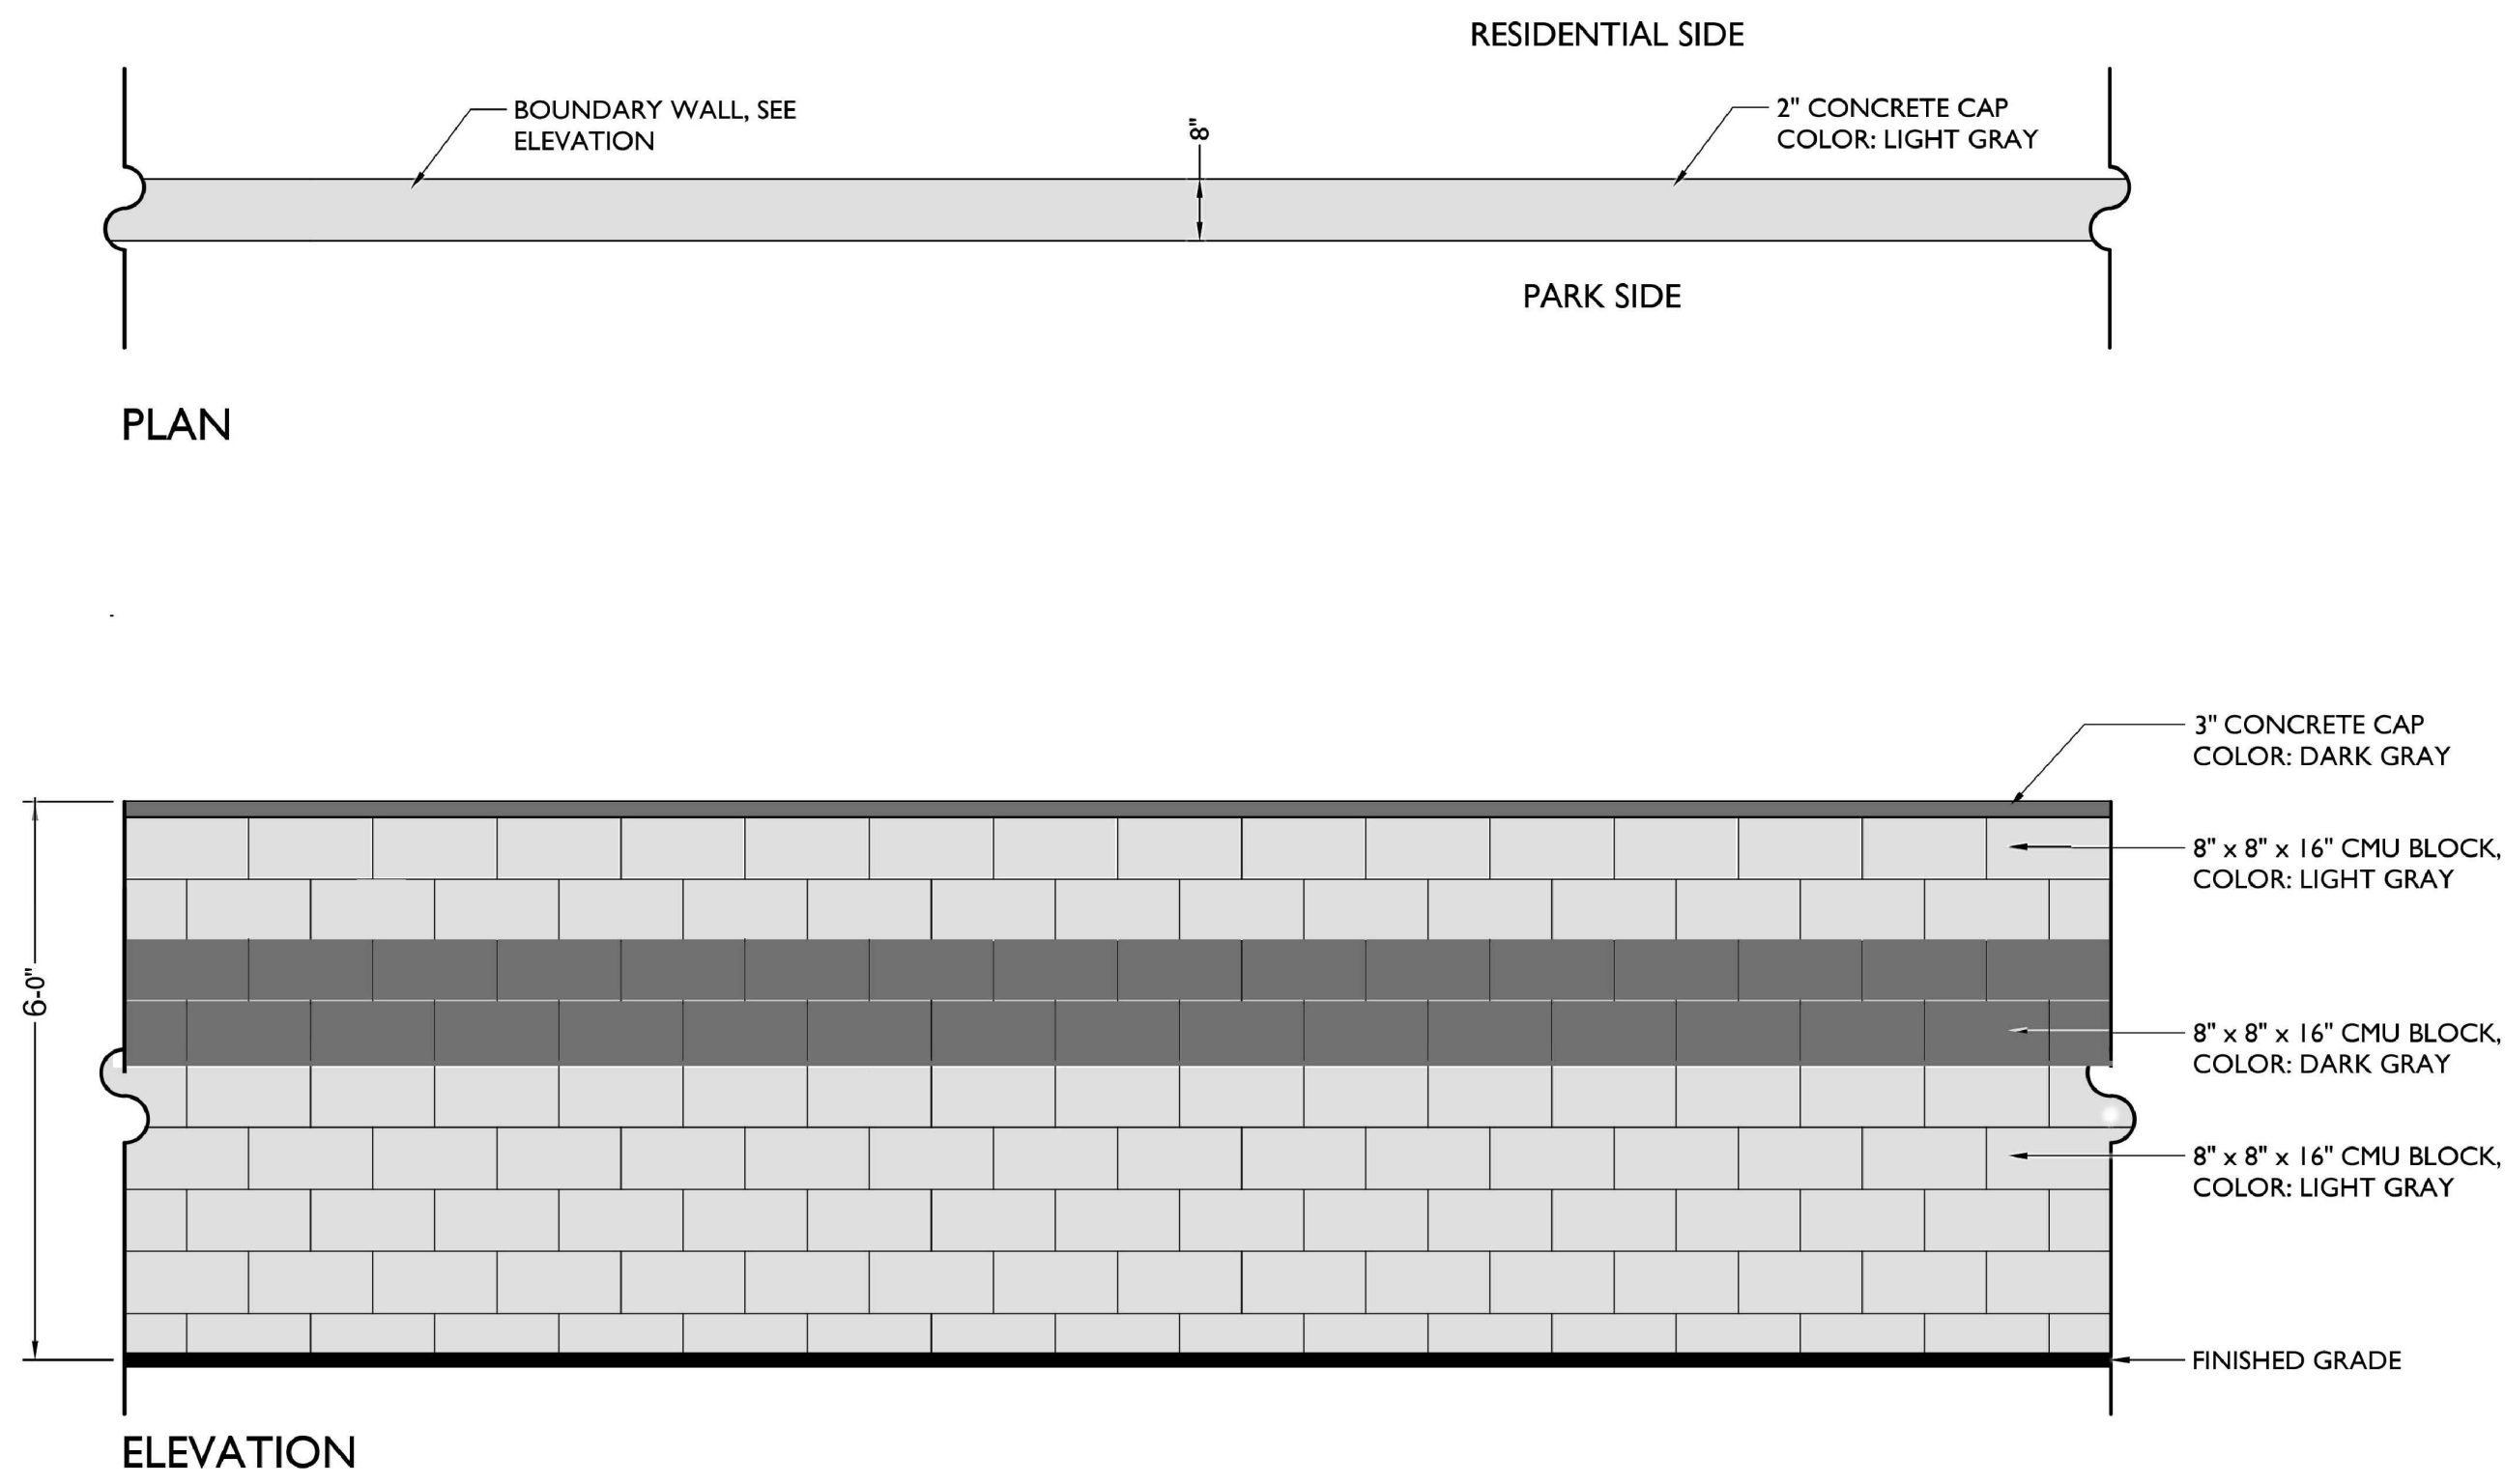 RESIDENTIAL SIDE
BOUNDARY WALL, SEE
ELEVATION
8"
2" CONCRETE CAP
COLOR: LIGHT GRAY
PARK SIDE
PLAN
3" CONCRETE CAP
COLOR: DARK GRAY
8" x 8" x 16" CMU BLOCK,
COLOR: LIGHT GRAY
6'-0"
8" x 8" x 16" CMU BLOCK,
COLOR: DARK GRAY
8" x 8" x 16" CMU BLOCK,
COLOR: LIGHT GRAY
FINISHED GRADE
ELEVATION